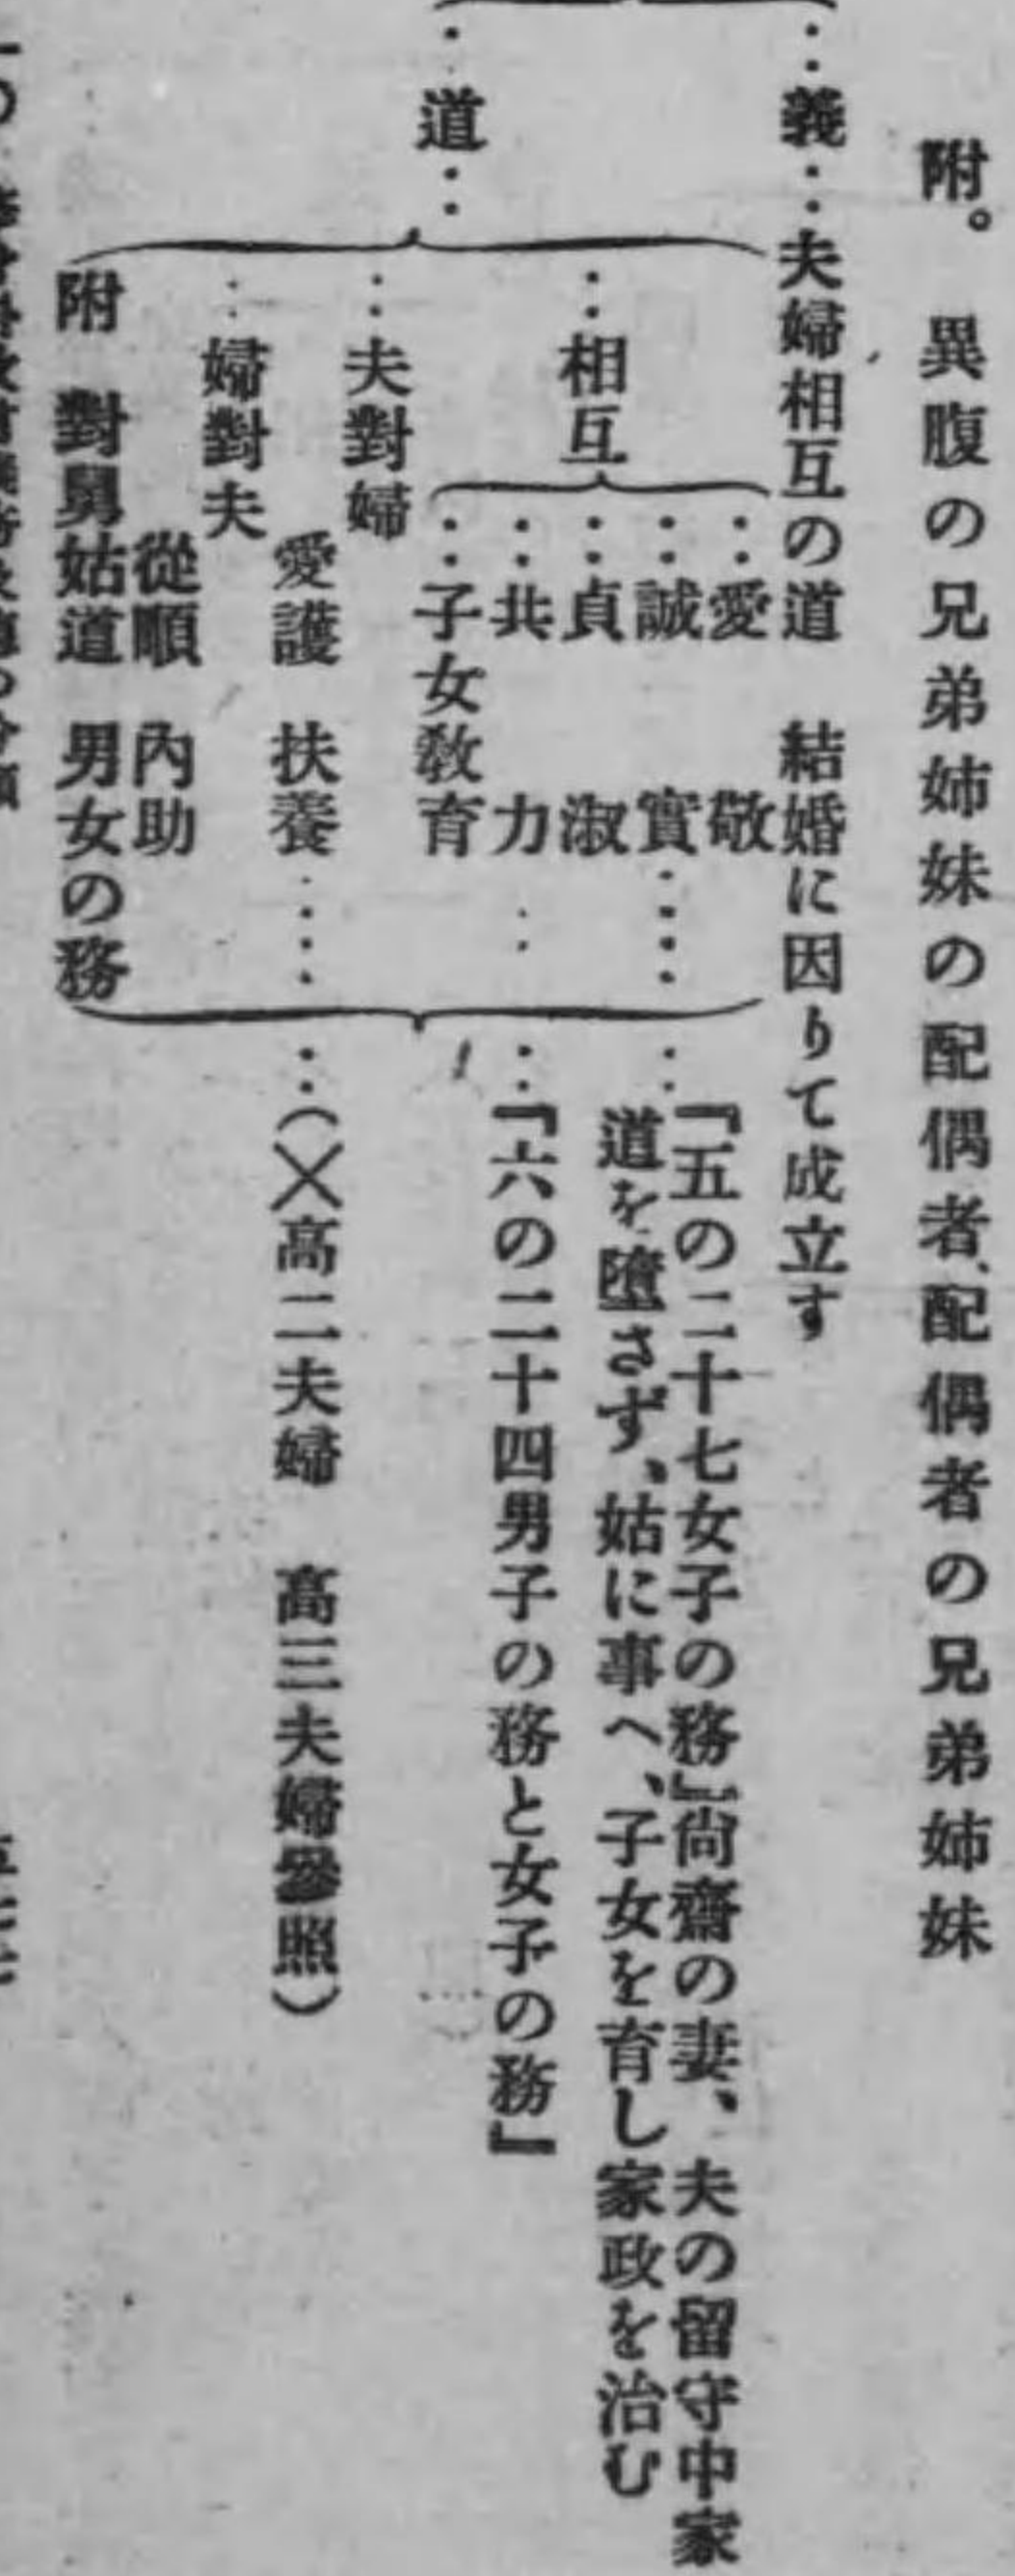 附。 異腹の兄弟姉妹の配偶者、配偶者の兄弟姉妹
義 夫婦相互の道 結婚に因りて成立す
道
相互
愛敬
誠實
貞淑
共力
子女敎育
夫對婦
愛護 扶養
婦對夫
從順 內助
附 對舅姑道 男女の務
『五の二十七女子の務』尙齋の妻、夫の留守中家
道を墮さず、姑に事へ、子女を育し家政を治む
『六の二十四男子の務と女子の務』
(×高二夫婦 高三夫婦參照)